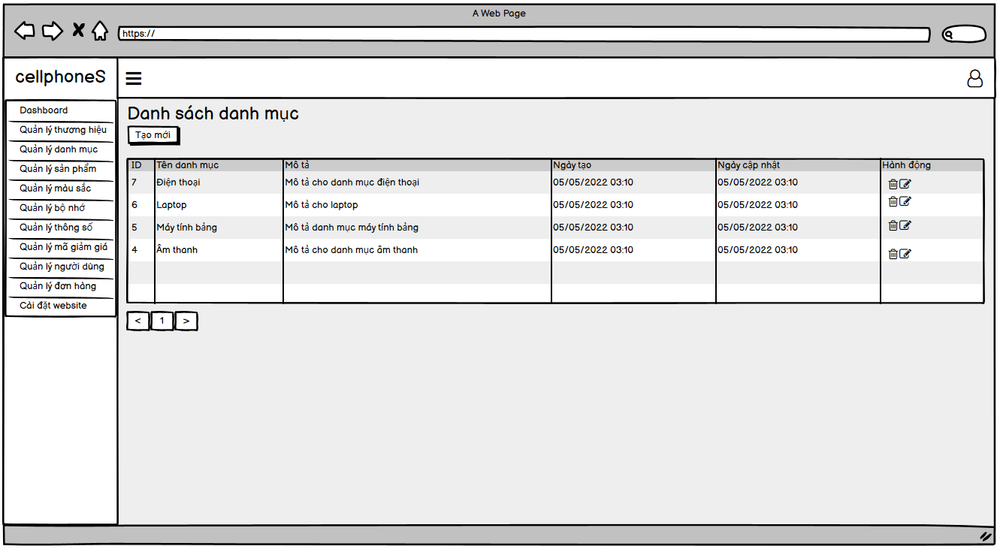 A Web Page
https://
cellphoneS
Dashboard
Quản lý thương hiệu
Quản lý danh mục
Quản lý sản phẩm
Quản lý màu sắc
Quản lý bộ nhớ
Quản lý thông số
Quản lý mã giảm giá
Quản lý người dùng
Quản lý đơn hàng
Cài đặt website
Danh sách danh mục
Tạo mới
ID Tên danh mục Mô tả Ngày tạo Ngày cập nhật Hành động
7 Điện thoại Mô tả cho danh mục điện thoại 05/05/2022 03:10 05/05/2022 03:10
6 Laptop Mô tả cho laptop 05/05/2022 03:10 05/05/2022 03:10
5 Máy tính bảng Mô tả danh mục máy tính bảng 05/05/2022 03:10 05/05/2022 03:10
4 Âm thanh Mô tả cho danh mục âm thanh 05/05/2022 03:10 05/05/2022 03:10
< 1 >